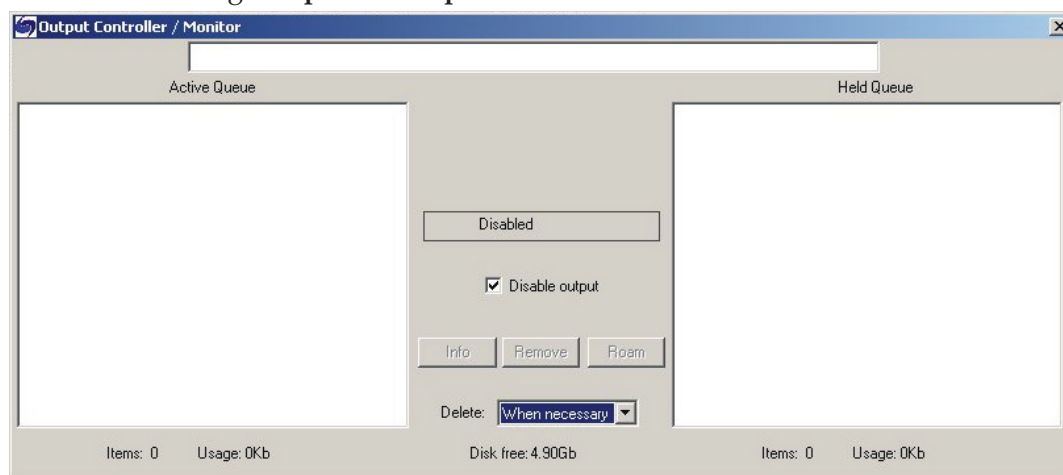 Output Controller / Monitor
Active Queue
Held Queue
Disabled
Disable output
Info Remove Roam
Delete: When necessary
Items: 0 Usage: 0Kb Disk free: 4.90Gb Items: 0 Usage: 0Kb